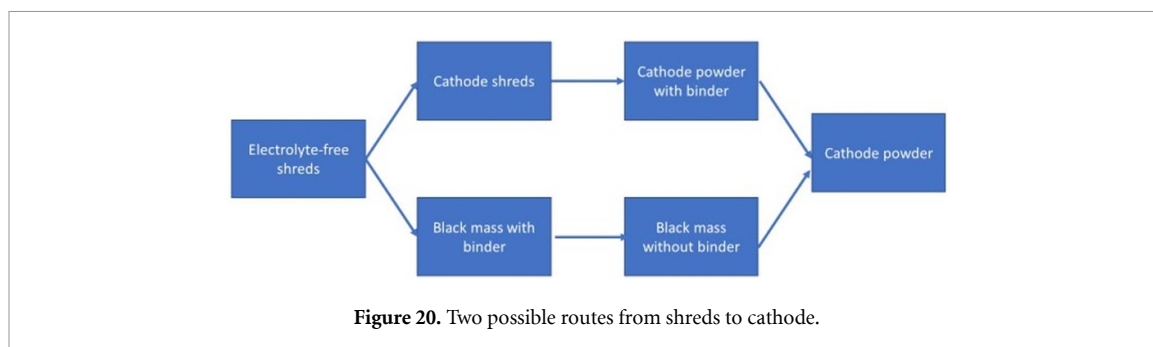 Cathode shreds
Cathode powder
with binder
Electrolyte-free
shreds
Cathode powder
Black mass with
binder
Black mass
without binder
Figure 20. Two possible routes from shreds to cathode.